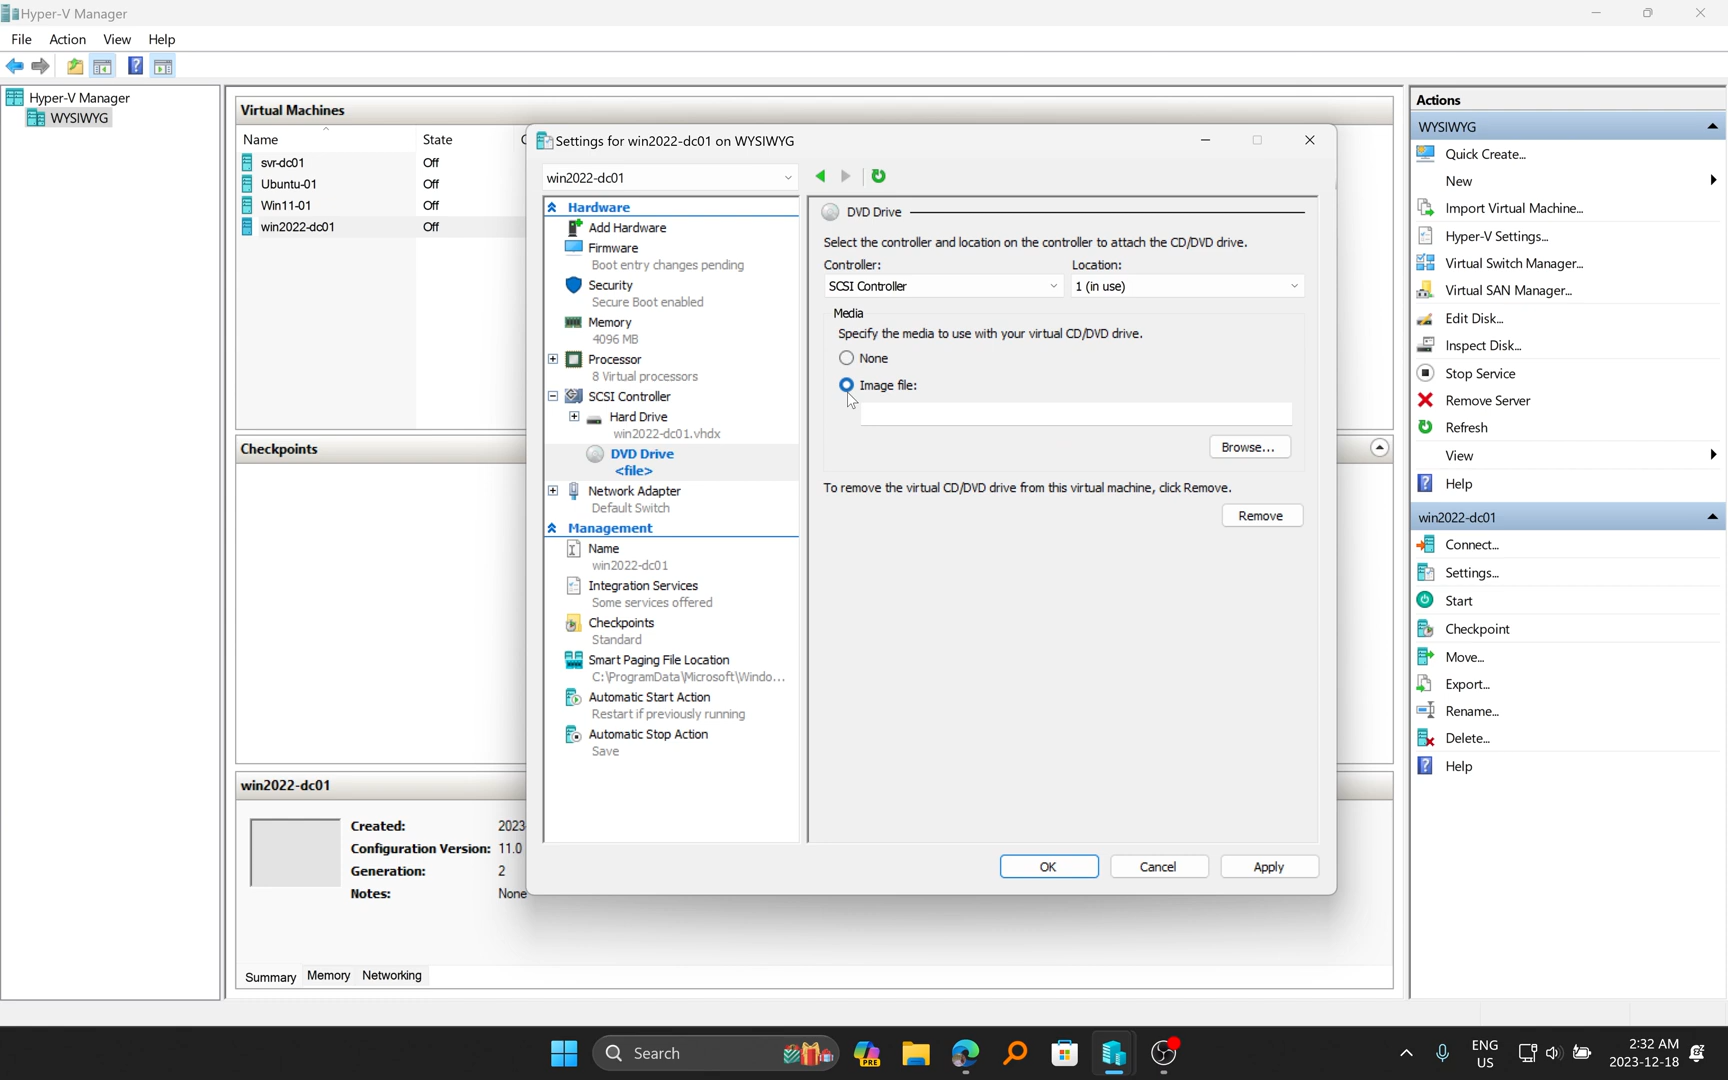 Hyper-V Manager
File Action View Help
Hyper-V Manager
WYSIWYG
Virtual Machines
Name State
svr-dc01 Off
Ubuntu-01 Off
Win11-01 Off
win2022-dc01 Off
Checkpoints
win2022-dc01
Created: 2023
Configuration Version: 11.0
Generation: 2
Notes: None
Summary Memory Networking
Settings for win2022-dc01 on WYSIWYG
win2022-dc01
Hardware
Add Hardware
Firmware
Boot entry changes pending
Security
Secure Boot enabled
Memory
4096 MB
Processor
8 Virtual processors
SCSI Controller
Hard Drive
win2022-dc01.vhdx
DVD Drive
<file>
Network Adapter
Default Switch
Management
Name
win2022-dc01
Integration Services
Some services offered
Checkpoints
Standard
Smart Paging File Location
C:\ProgramData\Microsoft\Windo...
Automatic Start Action
Restart if previously running
Automatic Stop Action
Save
DVD Drive
Select the controller and location on the controller to attach the CD/DVD drive.
Controller: Location:
SCSI Controller 1 (in use)
Media
Specify the media to use with your virtual CD/DVD drive.
None
Image file:
Browse...
To remove the virtual CD/DVD drive from this virtual machine, click Remove.
Remove
OK Cancel Apply
Actions
WYSIWYG
Quick Create...
New
Import Virtual Machine...
Hyper-V Settings...
Virtual Switch Manager...
Virtual SAN Manager...
Edit Disk...
Inspect Disk...
Stop Service
Remove Server
Refresh
View
Help
win2022-dc01
Connect...
Settings...
Start
Checkpoint
Move...
Export...
Rename...
Delete...
Help
Search
PRE
ENG
US
2:32 AM
2023-12-18